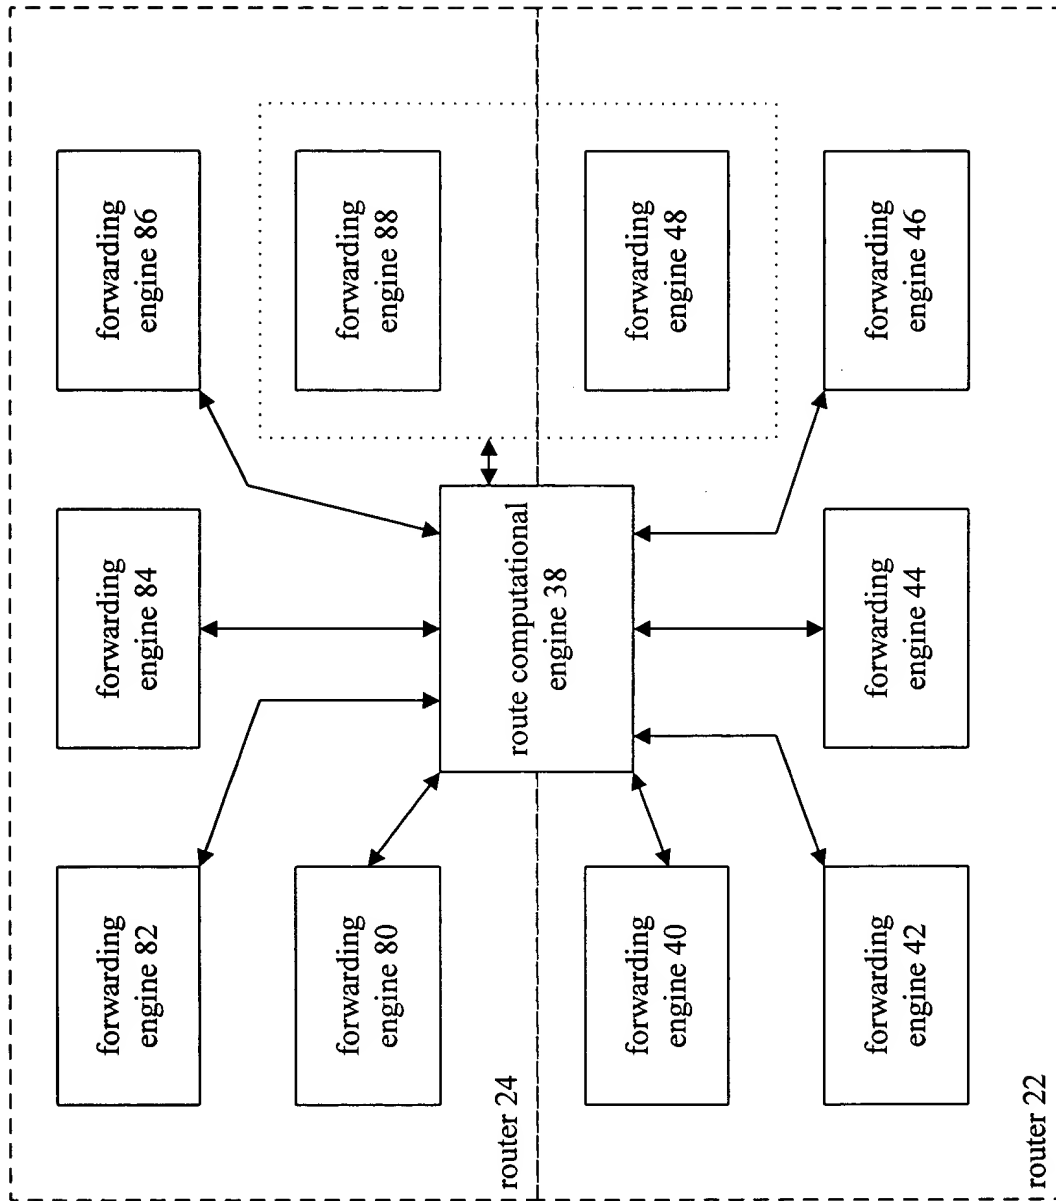 forwarding
engine 82
forwarding
engine 84
forwarding
engine 86
forwarding
engine 80
forwarding
engine 88
router 24
route computational
engine 38
forwarding
engine 40
forwarding
engine 48
forwarding
engine 42
forwarding
engine 44
forwarding
engine 46
router 22